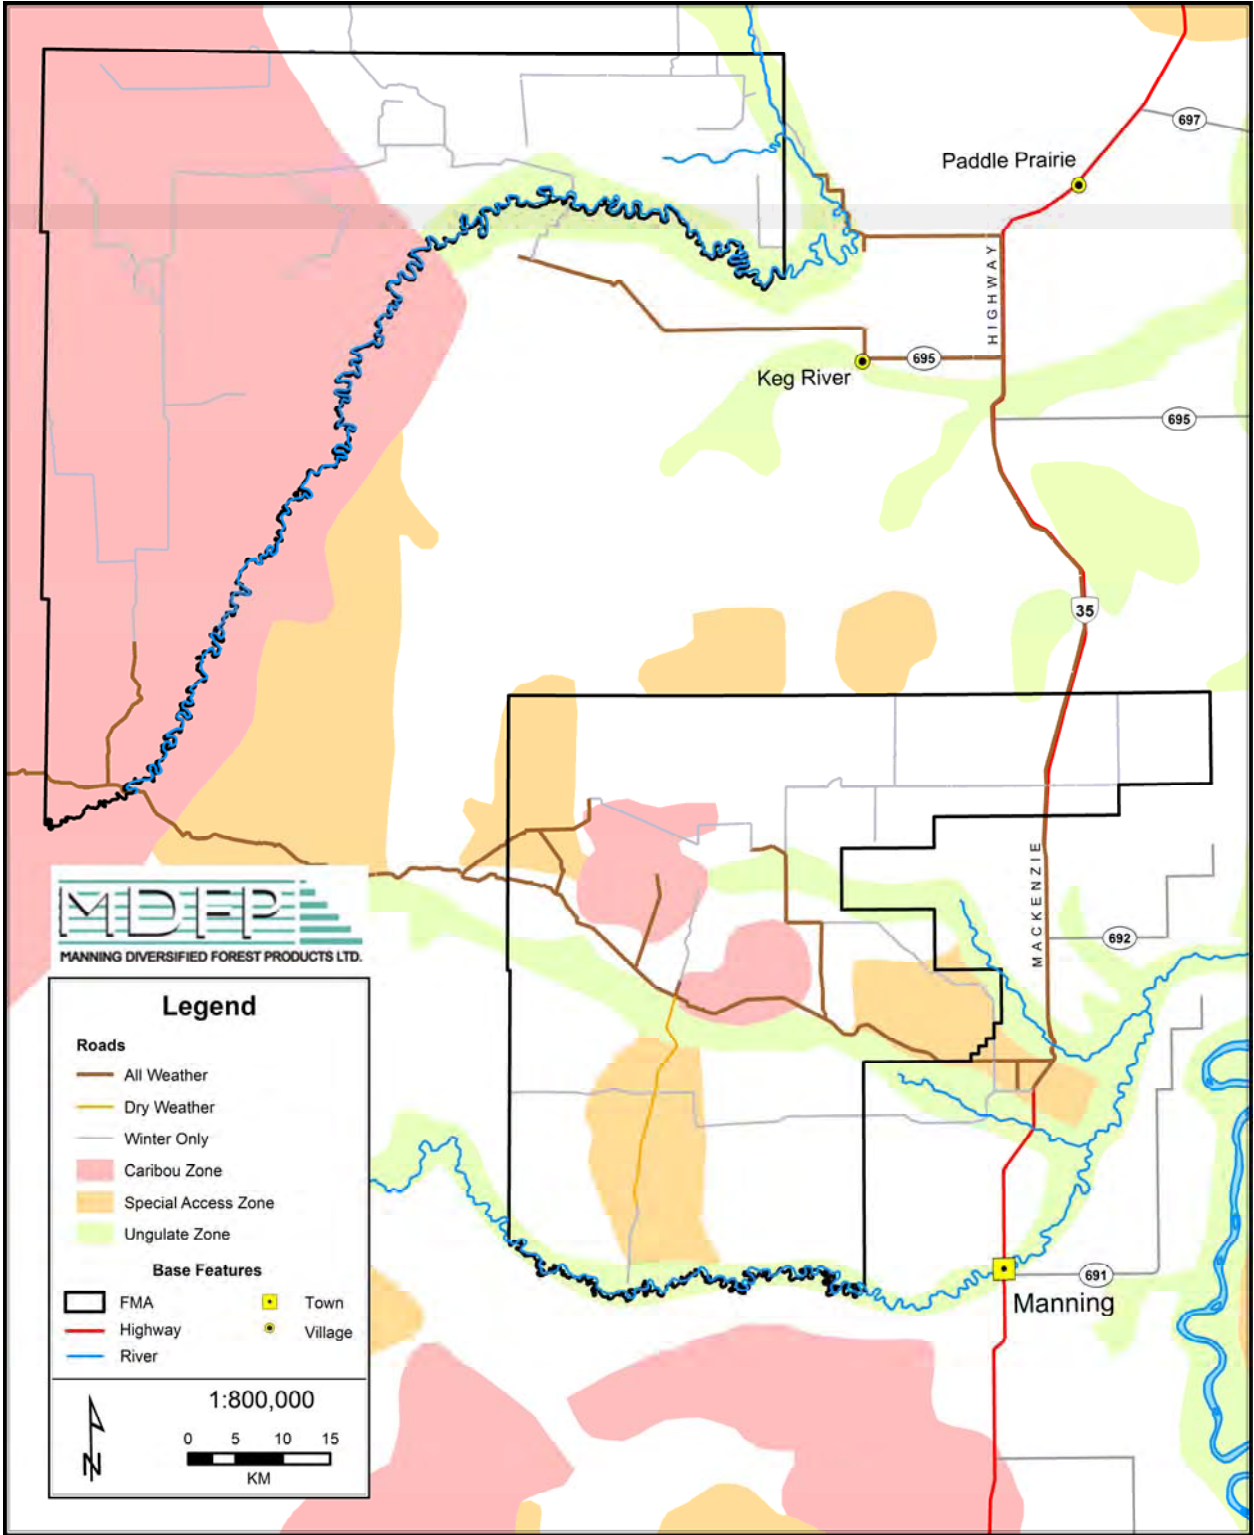 697
Paddle Prairie
HIGHWAY
695
Keg River
695
35
MACKENZIE
692
MDFP
MANNING DIVERSIFIED FOREST PRODUCTS LTD.
Legend
Roads
All Weather
Dry Weather
Winter Only
Caribou Zone
Special Access Zone
Ungulate Zone
Base Features
FMA
Town
Highway
Village
River
1:800,000
0 5 10 15
KM
N
691
Manning